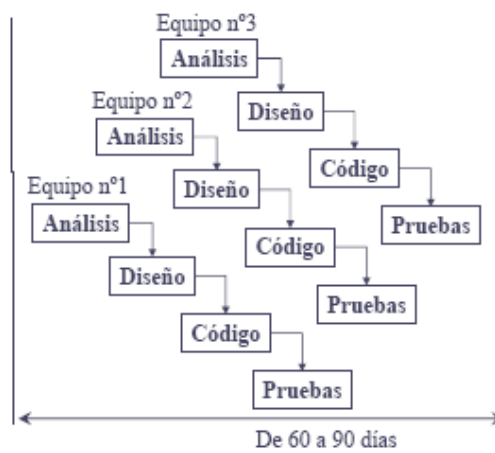 Equipo nº3
Análisis
Diseño
Código
Pruebas
Equipo nº2
Análisis
Diseño
Código
Pruebas
Equipo nº1
Análisis
Diseño
Código
Pruebas
De 60 a 90 días